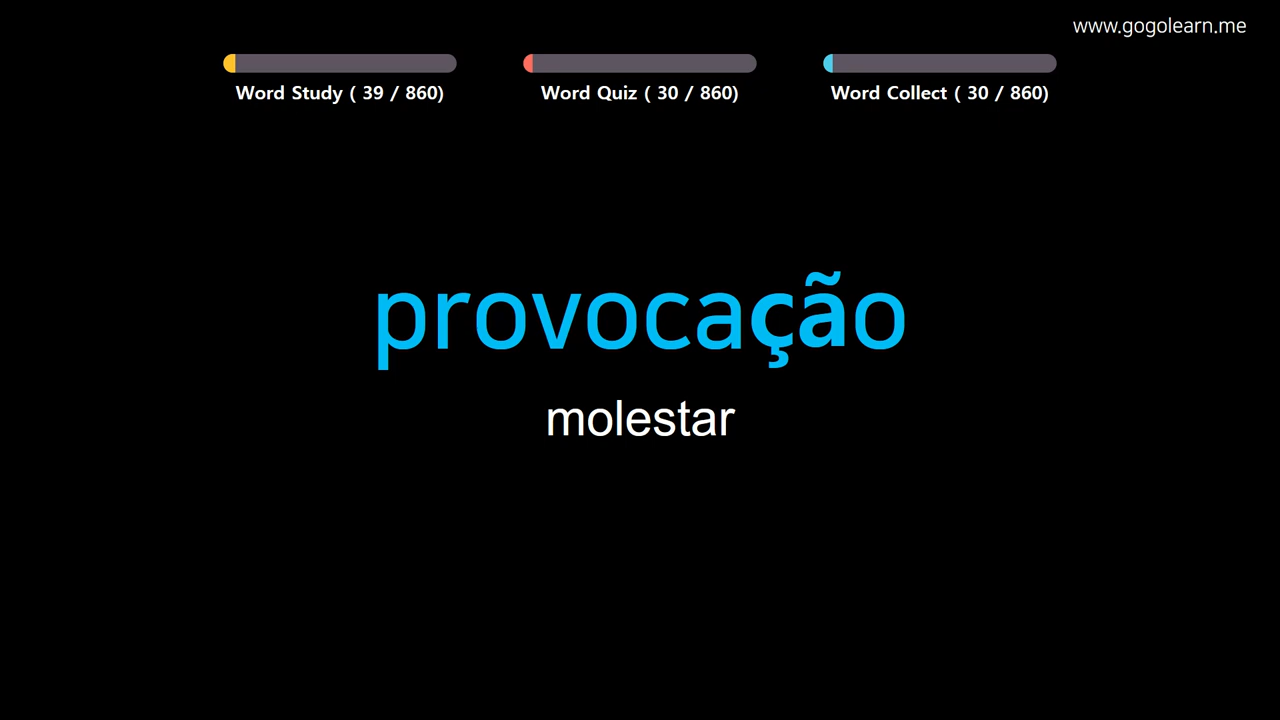 www.gogolearn.me
Word Study ( 39 / 860)
Word Quiz ( 30 / 860)
Word Collect ( 30 / 860)
provocação
molestar